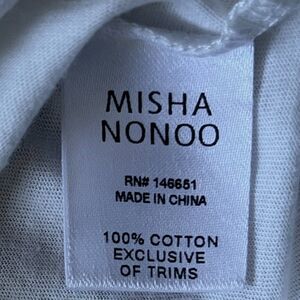 MISHA
NONOO
RN# 146651
MADE IN CHINA
100% COTTON
EXCLUSIVE
OF TRIMS